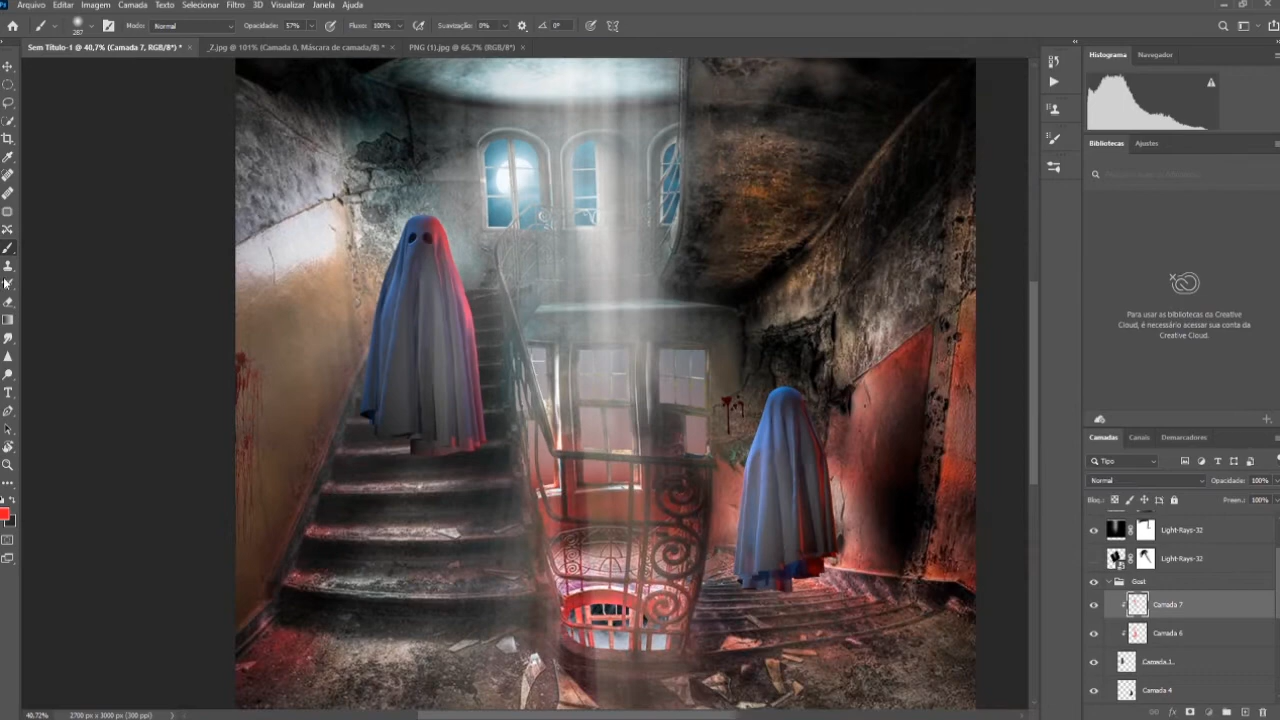 Arquivo Editar Imagem Camada Texto Selecionar Filtro 3D Visualizar Janela Ajuda
287 Modo: Normal Opacidade: 57% Fluxo: 100% Suavização: 0% 0°
Sem Título-1 @ 40,7% (Camada 7, RGB/8*) * × _Z.jpg @ 101% (Camada 0, Máscara de camada/8) * × PNG (1).jpg @ 66,7% (RGB/8*) ×
Histograma Navegador
Bibliotecas Ajustes
Para usar as bibliotecas da Creative
Cloud, é necessário acessar sua conta da
Creative Cloud.
Camadas Canais Demarcadores
Tipo
Normal Opacidade: 100%
Bloq.: Preen.: 100%
Light-Rays-32
Light-Rays-32
Gost
Camada 7
Camada 6
Camada 1
Camada 4
40,72% 2700 px x 3000 px (300 ppi)